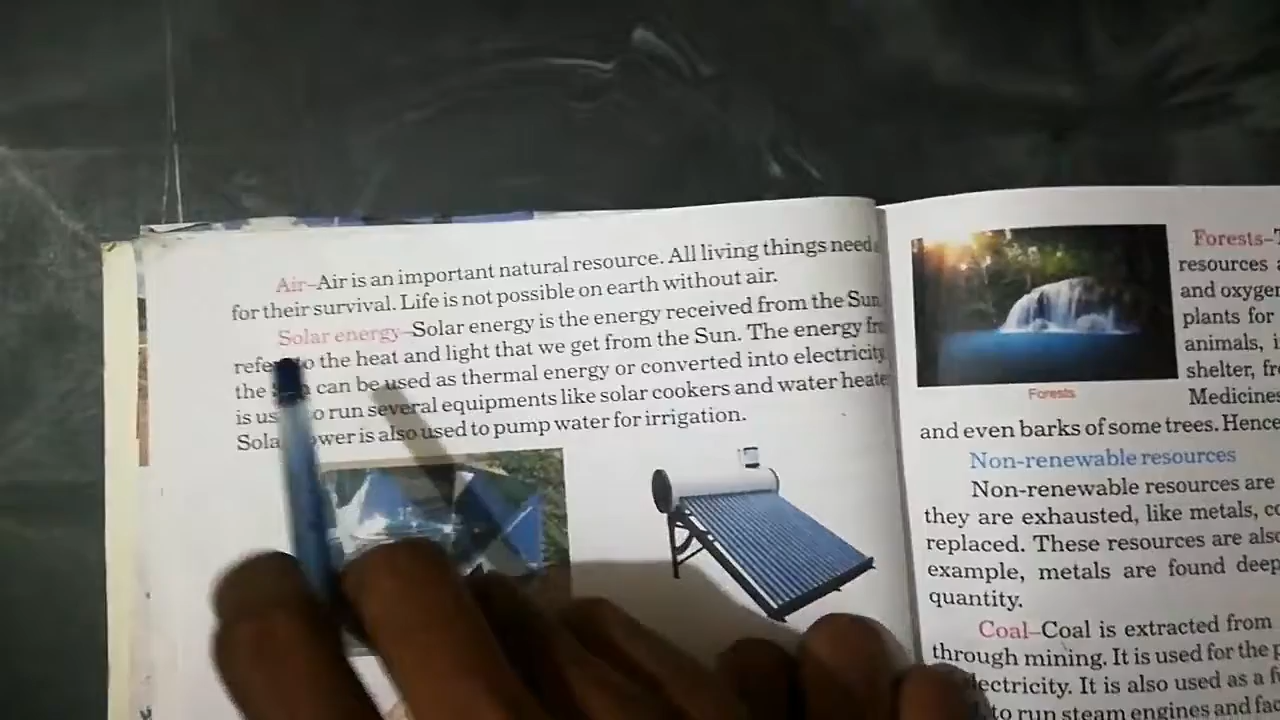 Air–Air is an important natural resource. All living things need
for their survival. Life is not possible on earth without air.
Solar energy–Solar energy is the energy received from the Sun
to the heat and light that we get from the Sun. The energy
the can be used as thermal energy or converted into electricity
is to run several equipments like solar cookers and water
is also used to pump water for irrigation.
Forests–
resources
and
plants for
animals,
shelter,
Medicines
Forests
and even barks of some trees. Hence
Non-renewable resources
Non-renewable resources are
they are exhausted, like metals,
replaced. These resources are
example, metals are found deep
quantity.
Coal–Coal is extracted from
through mining. It is used for the
It is also used as a
to run steam engines and